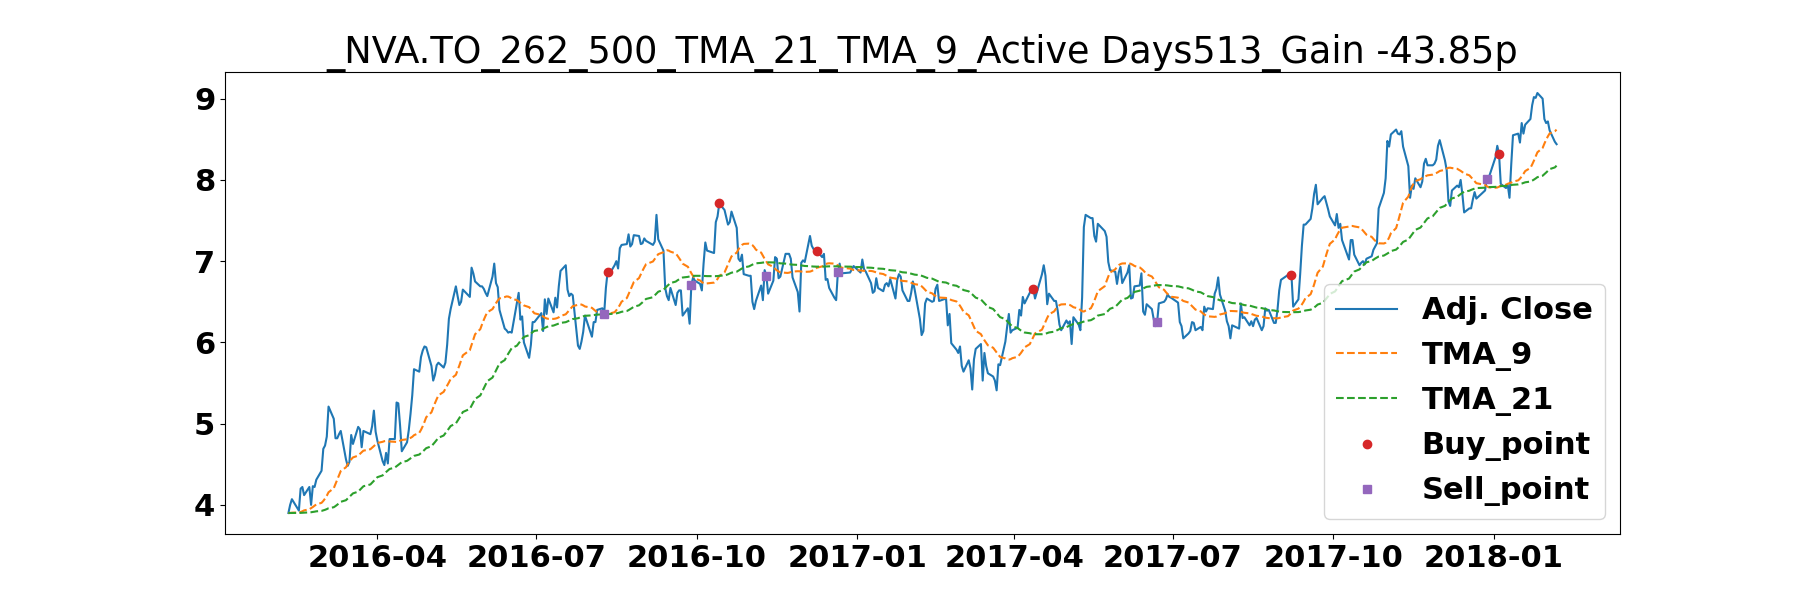 _NVA.TO_262_500_TMA_21_TMA_9_Active Days513_Gain -43.85p
9
8
7
6
5
4
2016-04 2016-07 2016-10 2017-01 2017-04 2017-07 2017-10 2018-01
Adj. Close
TMA_9
TMA_21
Buy_point
Sell_point